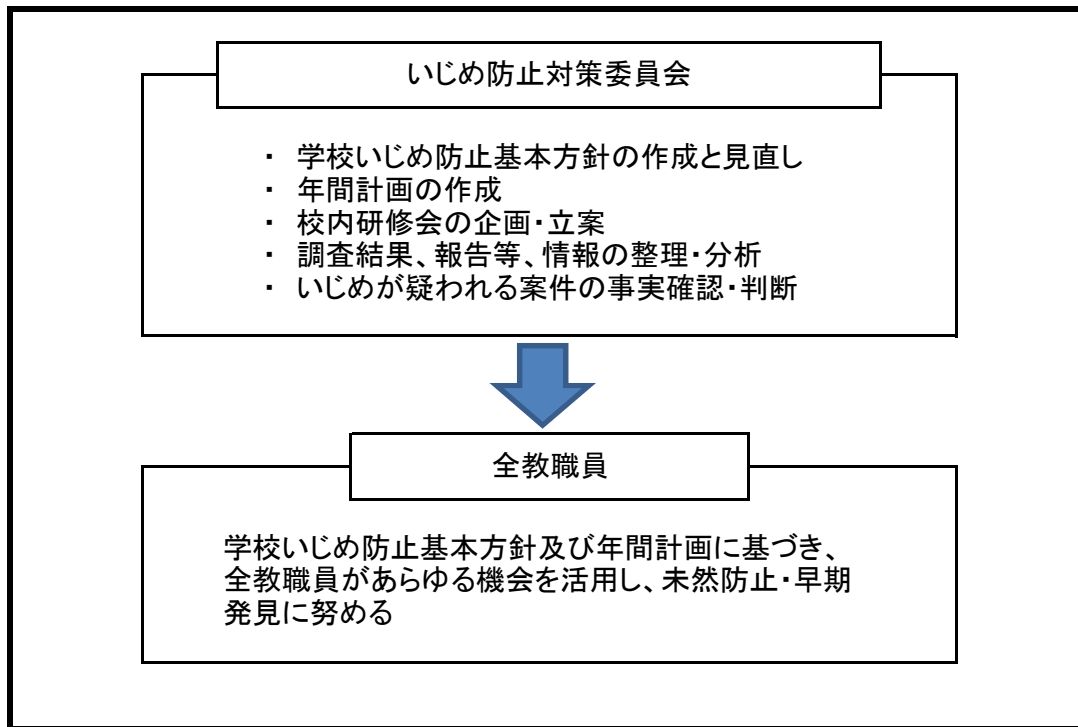 いじめ防止対策委員会
・ 学校いじめ防止基本方針の作成と見直し
・ 年間計画の作成
・ 校内研修会の企画・立案
・ 調査結果、報告等、情報の整理・分析
・ いじめが疑われる案件の事実確認・判断
全教職員
学校いじめ防止基本方針及び年間計画に基づき、
全教職員があらゆる機会を活用し、未然防止・早期
発見に努める